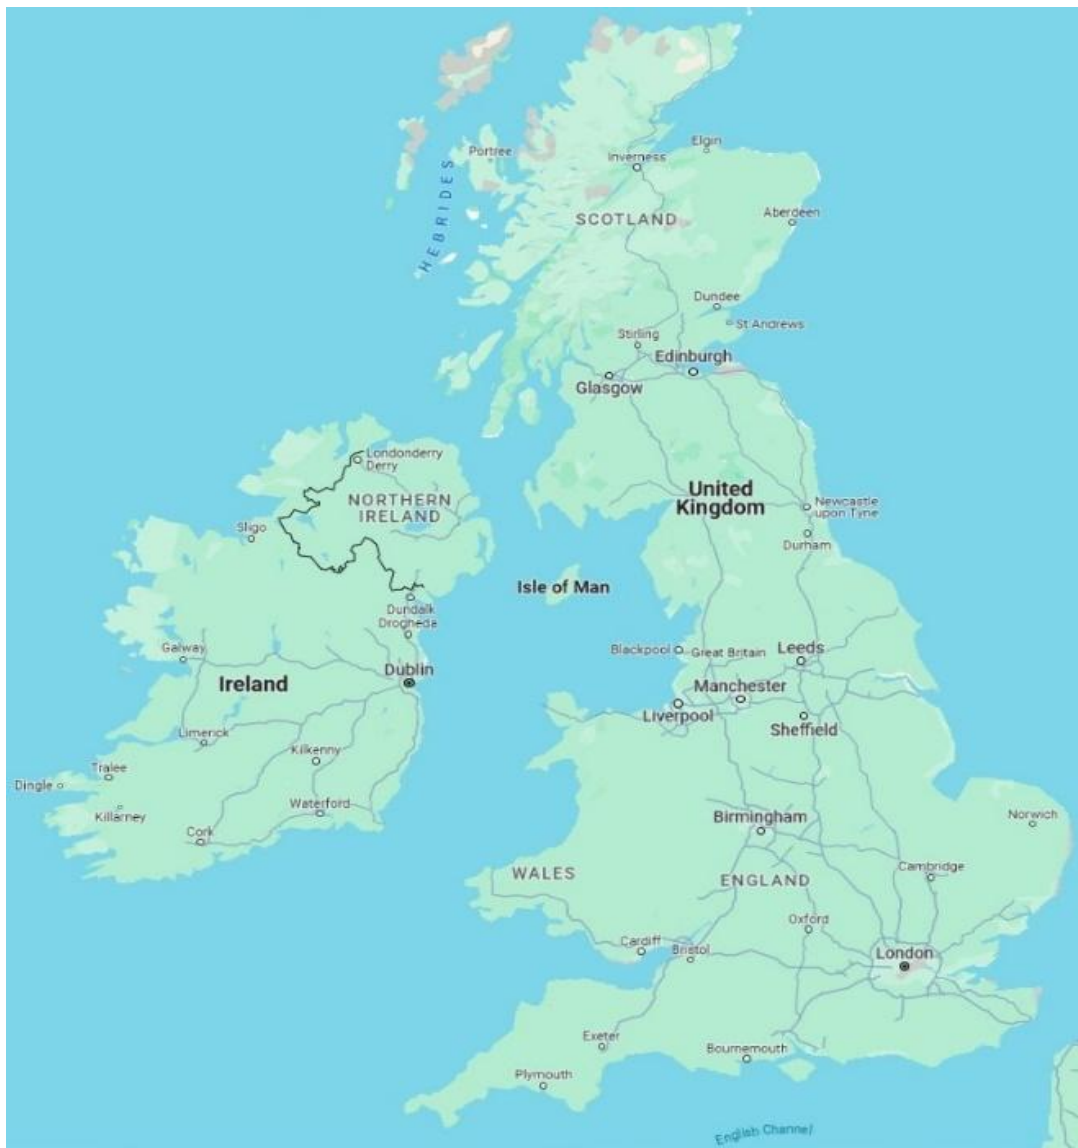 Elgin
Portree
Inverness
HEBRIDES
SCOTLAND
Aberdeen
Dundee
St Andrews
Stirling
Edinburgh
Glasgow
Londonderry
Derry
NORTHERN
IRELAND
United
Kingdom
Newcastle
upon Tyne
Sligo
Durham
Isle of Man
Dundalk
Drogheda
Galway
Blackpool
Great Britain
Leeds
Dublin
Ireland
Manchester
Liverpool
Sheffield
Limerick
Kilkenny
Tralee
Dingle
Waterford
Killarney
Cork
Birmingham
Norwich
WALES
ENGLAND
Cambridge
Oxford
Cardiff
Bristol
London
Exeter
Bournemouth
Plymouth
English Channel